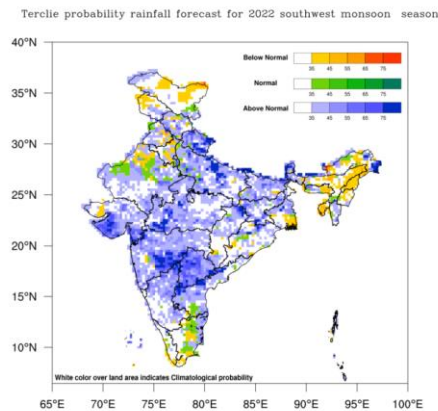 Terclie probability rainfall forecast for 2022 southwest monsoon season
40°N
35°N
30°N
25°N
20°N
15°N
10°N
Below Normal
35 45 55 65 75
Normal
35 45 55 65 75
Above Normal
35 45 55 65 75
White color over land area indicates Climatological probability
65°E 70°E 75°E 80°E 85°E 90°E 95°E 100°E